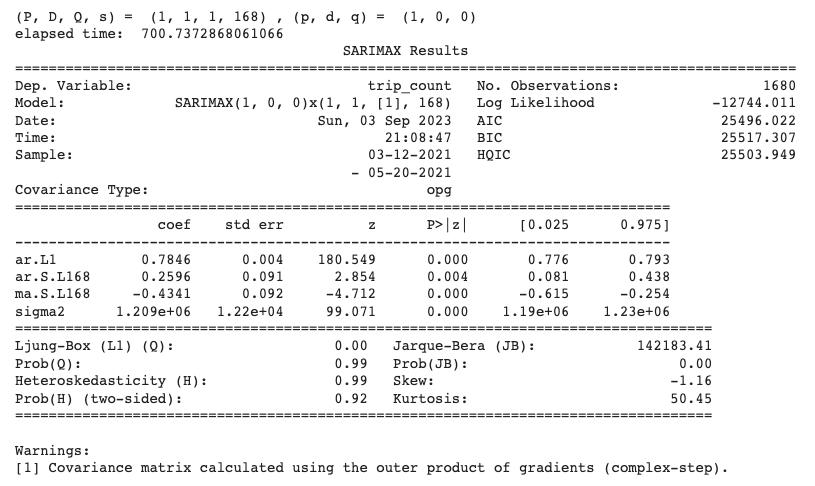 (P, D, Q, s) =  (1, 1, 1, 168) , (p, d, q) =  (1, 0, 0)
elapsed time:  700.7372868061066
                                     SARIMAX Results
==========================================================================================
Dep. Variable:                         trip_count   No. Observations:                 1680
Model:             SARIMAX(1, 0, 0)x(1, 1, [1], 168)   Log Likelihood              -12744.011
Date:                            Sun, 03 Sep 2023   AIC                          25496.022
Time:                                    21:08:47   BIC                          25517.307
Sample:                                03-12-2021   HQIC                         25503.949
                                     - 05-20-2021
Covariance Type:                              opg
==============================================================================
                 coef    std err          z      P>|z|      [0.025      0.975]
------------------------------------------------------------------------------
ar.L1          0.7846      0.004    180.549      0.000       0.776       0.793
ar.S.L168      0.2596      0.091      2.854      0.004       0.081       0.438
ma.S.L168     -0.4341      0.092     -4.712      0.000      -0.615      -0.254
sigma2      1.209e+06   1.22e+04     99.071      0.000    1.19e+06    1.23e+06
===================================================================================
Ljung-Box (L1) (Q):                   0.00   Jarque-Bera (JB):            142183.41
Prob(Q):                              0.99   Prob(JB):                         0.00
Heteroskedasticity (H):               0.99   Skew:                            -1.16
Prob(H) (two-sided):                  0.92   Kurtosis:                        50.45
===================================================================================
Warnings:
[1] Covariance matrix calculated using the outer product of gradients (complex-step).